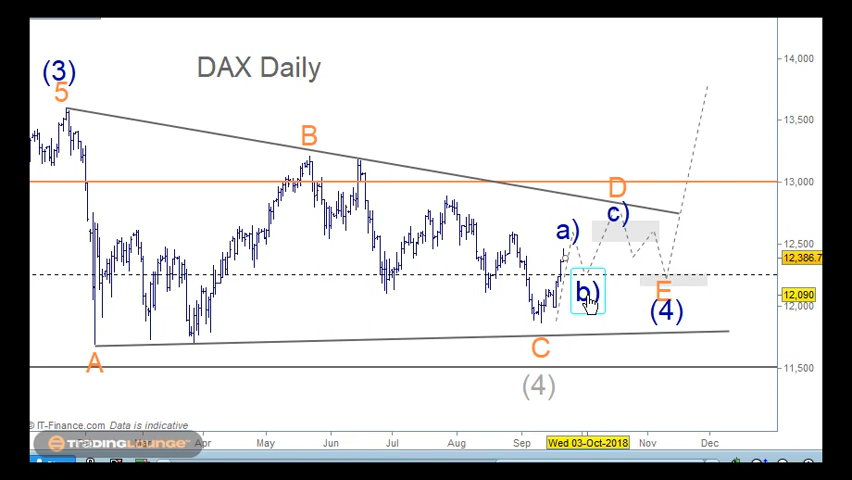 DAX Daily
(3)
5
B
14,000
13,500
13,000
12,500
12,386.7
12,090
12,000
11,500
D
c)
a)
b)
E
(4)
A
C
(4)
© IT-Finance.com Data is indicative
TRADINGLOUNGE
Mar
Apr
May
Jun
Jul
Aug
Sep
Wed 03-Oct-2018
Nov
Dec